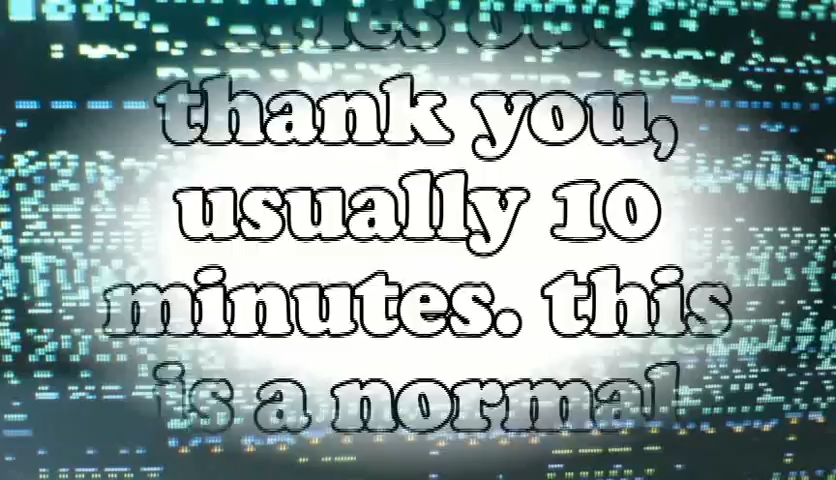 thank you,
usually 10
minutes. this
is a normal